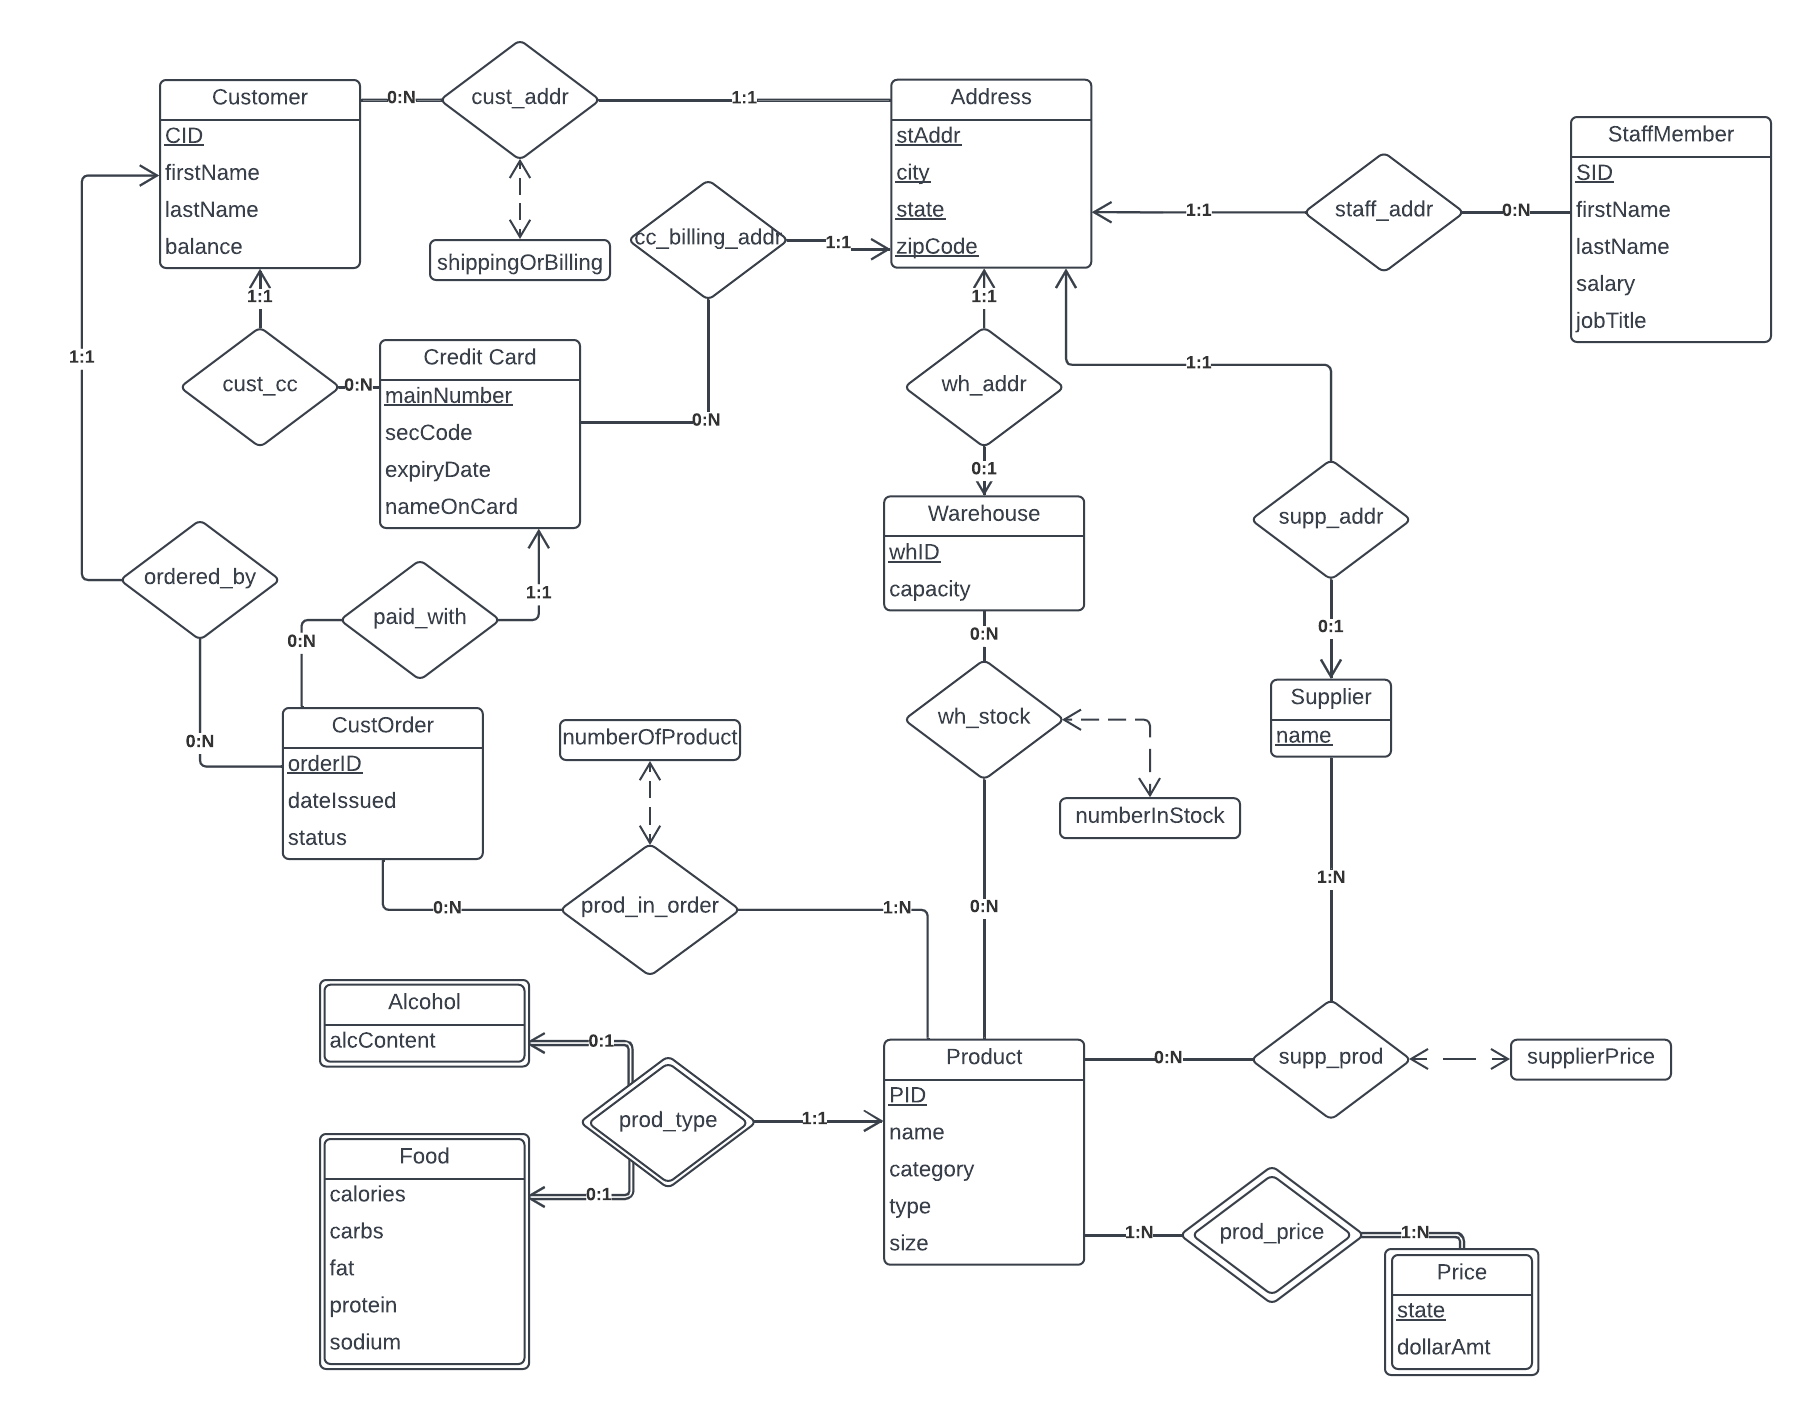 Customer
CID
firstName
lastName
balance
0:N
cust_addr
1:1
shippingOrBilling
Address
stAddr
city
state
zipCode
1:1
staff_addr
0:N
StaffMember
SID
firstName
lastName
salary
jobTitle
cc_billing_addr
1:1
0:N
1:1
cust_cc
0:N
1:1
Credit Card
mainNumber
secCode
expiryDate
nameOnCard
1:1
wh_addr
0:1
1:1
supp_addr
0:1
Warehouse
whID
capacity
0:N
ordered_by
0:N
paid_with
1:1
0:N
CustOrder
orderID
dateIssued
status
numberOfProduct
wh_stock
numberInStock
Supplier
name
1:N
0:N
prod_in_order
1:N
0:N
Alcohol
alcContent
0:1
prod_type
1:1
0:1
Food
calories
carbs
fat
protein
sodium
Product
PID
name
category
type
size
0:N
supp_prod
supplierPrice
1:N
prod_price
1:N
Price
state
dollarAmt